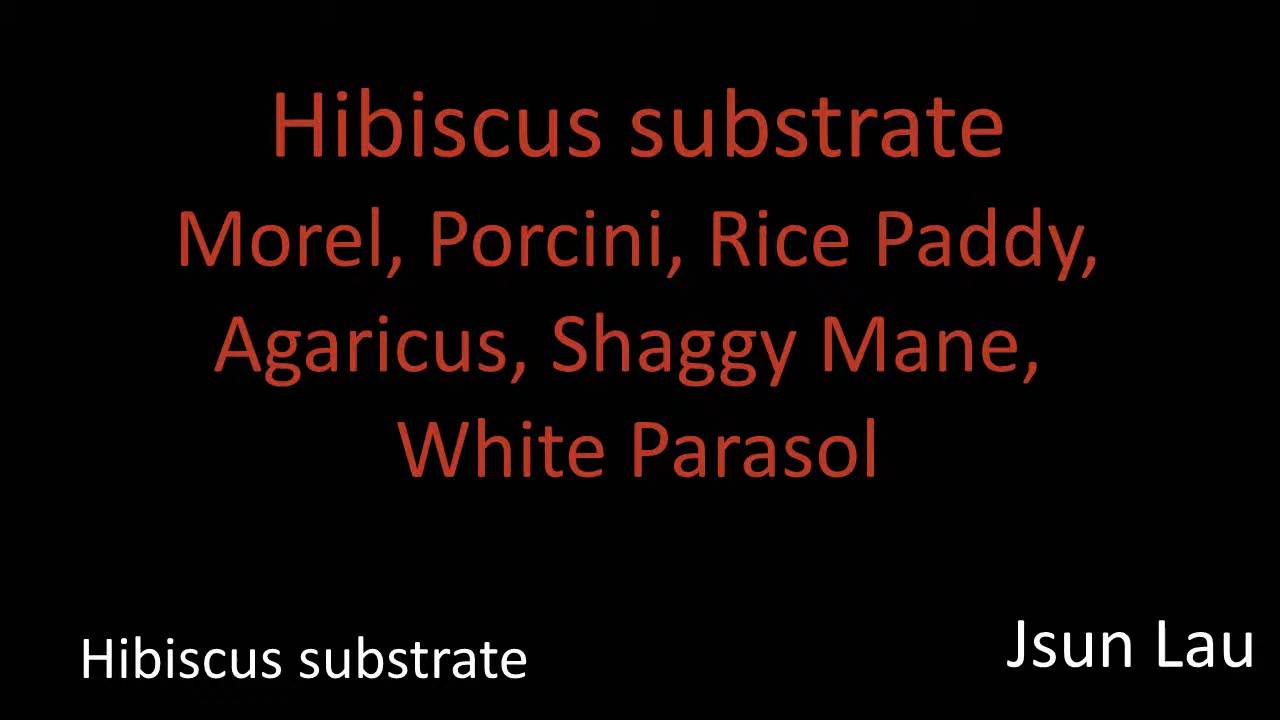 Hibiscus substrate
Morel, Porcini, Rice Paddy,
Agaricus, Shaggy Mane,
White Parasol
Hibiscus substrate
Jsun Lau